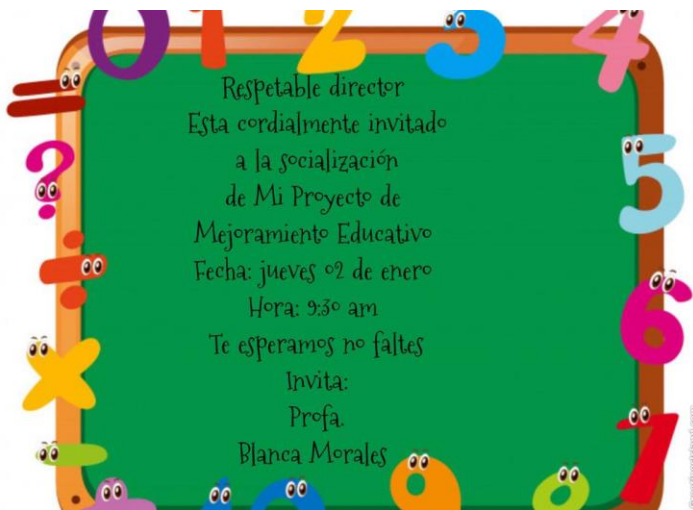 Respetable director
Esta cordialmente invitado
a la socialización
de Mi Proyecto de
Mejoramiento Educativo
Fecha: jueves 02 de enero
Hora: 9:30 am
Te esperamos no faltes
Invita:
Profa.
Blanca Morales